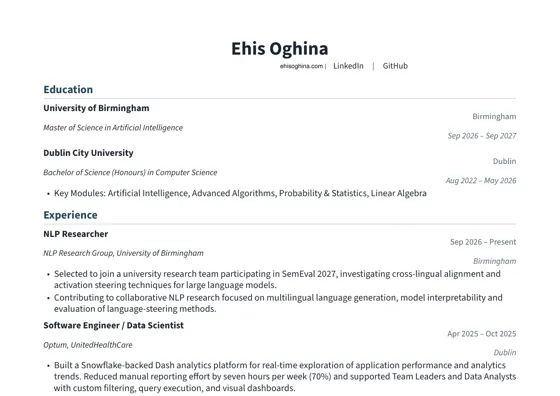 Ehis Oghina
ehisoghina.com | LinkedIn | GitHub
Education
University of Birmingham
Birmingham
Master of Science in Artificial Intelligence
Sep 2026 – Sep 2027
Dublin City University
Dublin
Bachelor of Science (Honours) in Computer Science
Aug 2022 – May 2026
• Key Modules: Artificial Intelligence, Advanced Algorithms, Probability & Statistics, Linear Algebra
Experience
NLP Researcher
Sep 2026 – Present
NLP Research Group, University of Birmingham
Birmingham
• Selected to join a university research team participating in SemEval 2027, investigating cross-lingual alignment and
activation steering techniques for large language models.
• Contributing to collaborative NLP research focused on multilingual language generation, model interpretability and
evaluation of language-steering methods.
Software Engineer / Data Scientist
Apr 2025 – Oct 2025
Optum, UnitedHealthCare
Dublin
• Built a Snowflake-backed Dash analytics platform for real-time exploration of application performance and analytics
trends. Reduced manual reporting effort by seven hours per week (70%) and supported Team Leaders and Data Analysts
with custom filtering, query execution, and visual dashboards.